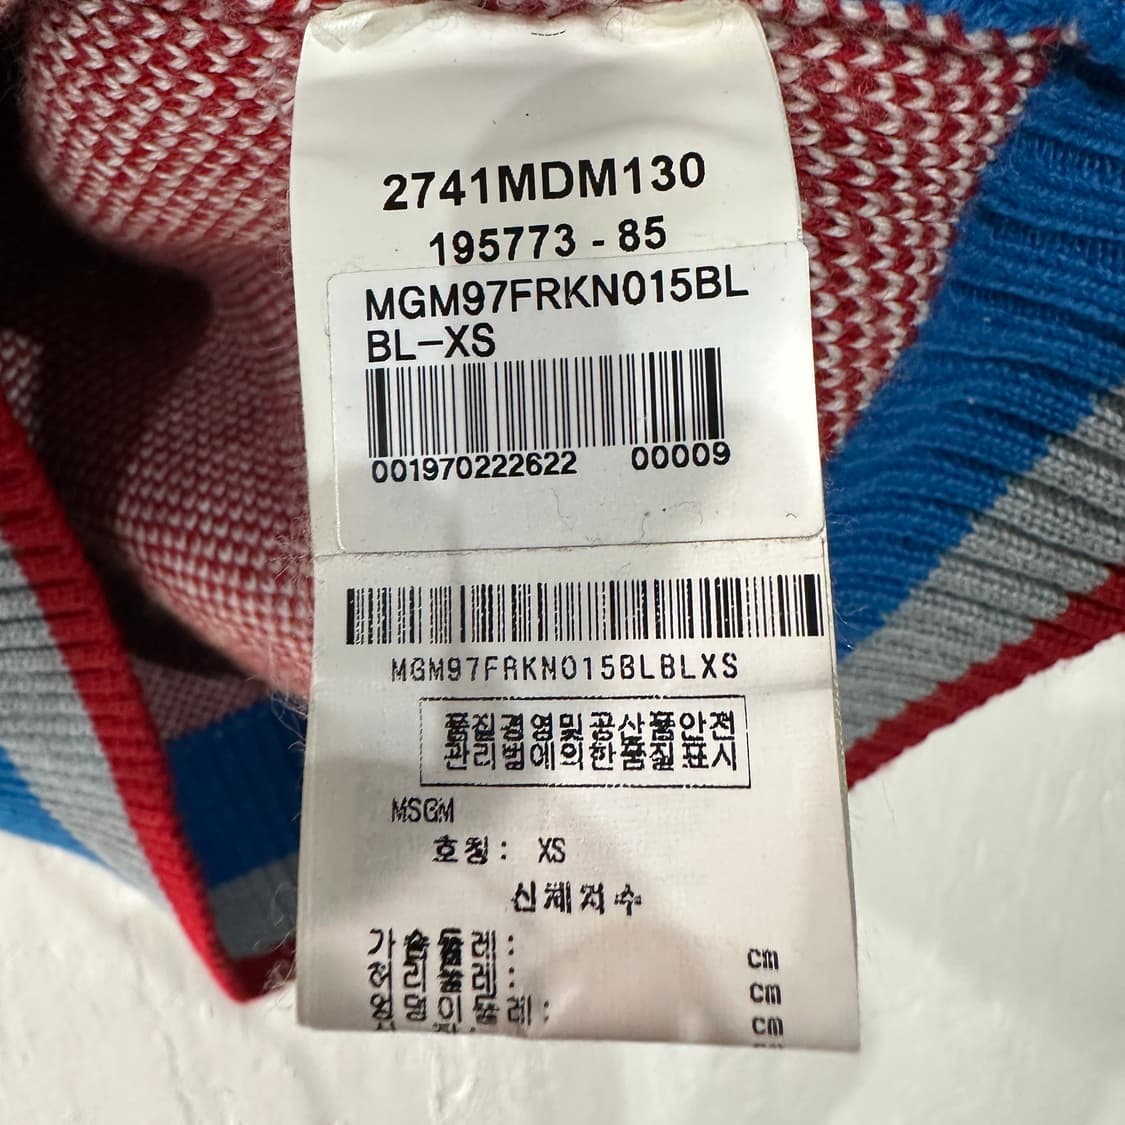 2741MDM130
195773 - 85
MGM97FRKN015BL
BL-XS
001970222622 00009
MGM97FRKN015BLBLXS
품질경영및공산품안전
관리법에의한품질표시
MSGM
호칭: XS
신체치수
가슴둘레: cm
허리둘레: cm
엉덩이둘레: cm